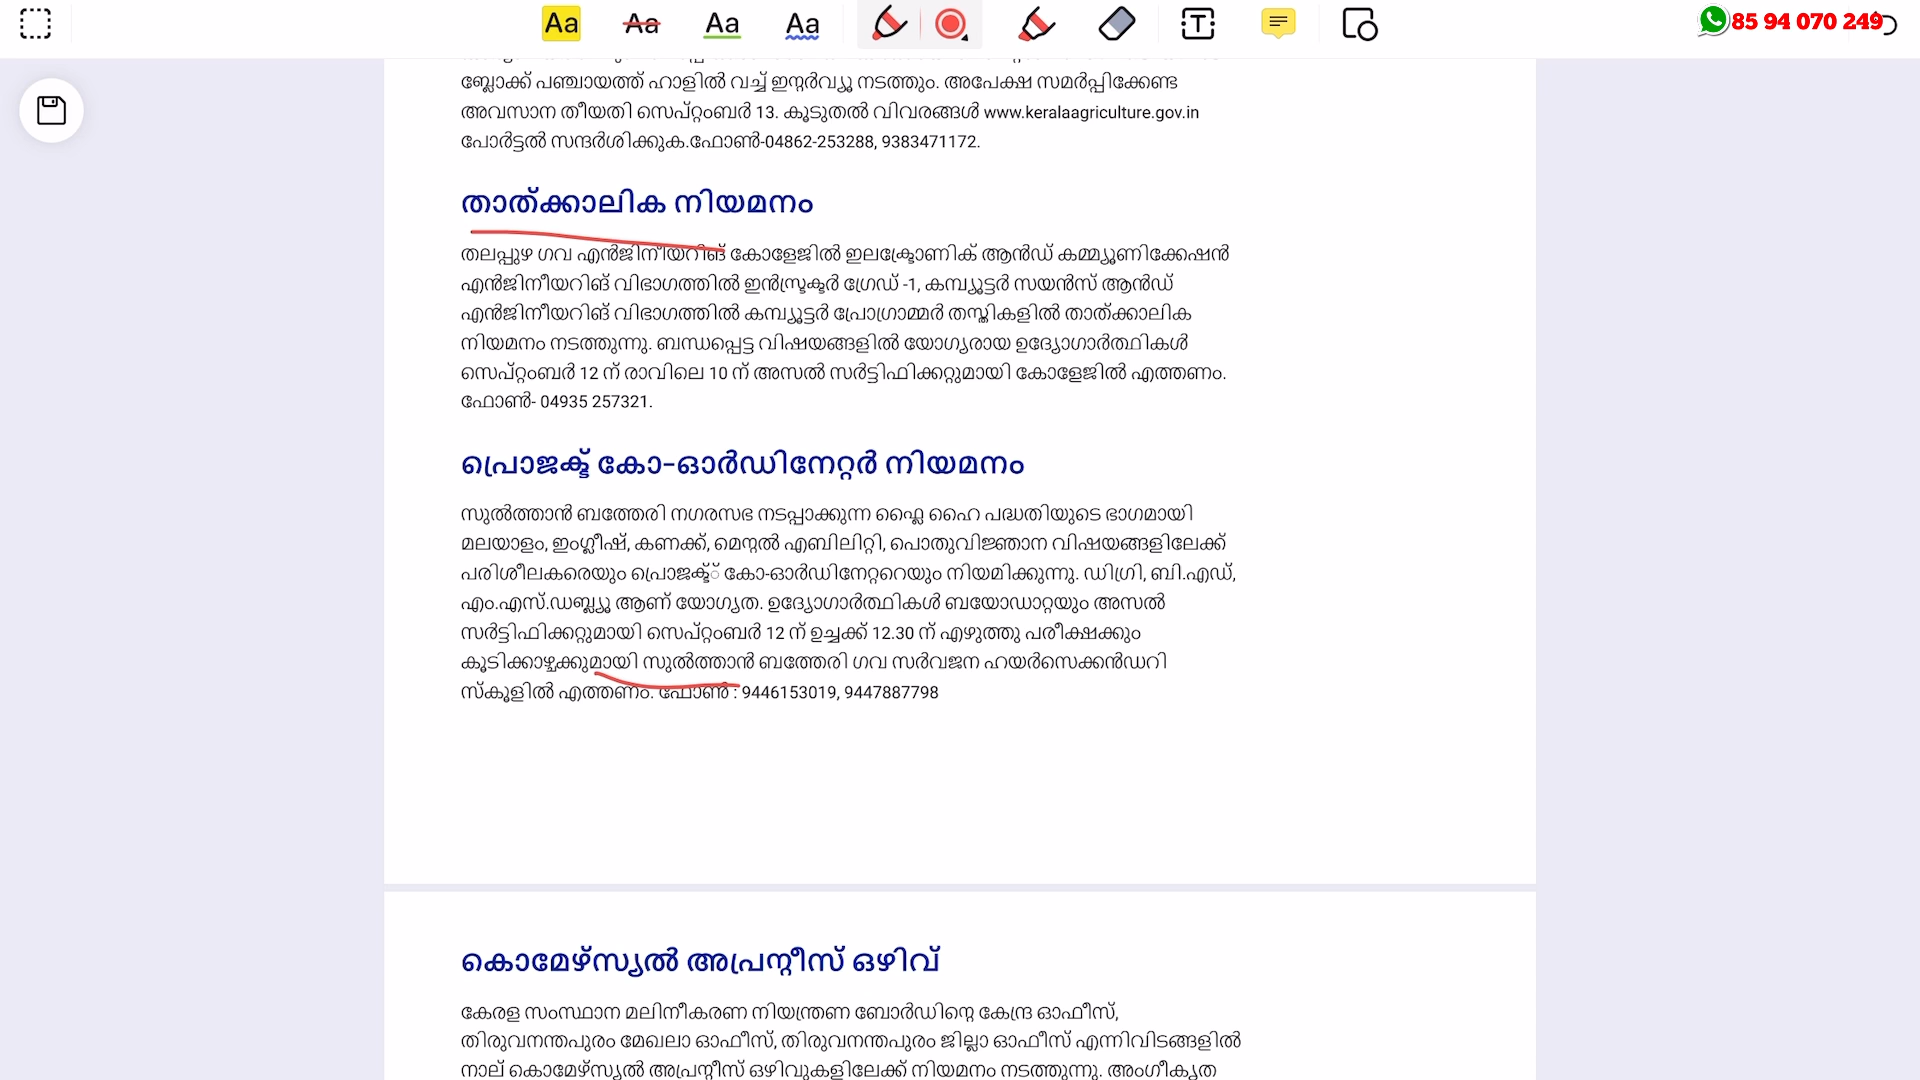 Aa Aa Aa Aa T 85 94 070 249
ബ്ലോക്ക് പഞ്ചായത്ത് ഹാളിൽ വച്ച് ഇന്റർവ്യൂ നടത്തും. അപേക്ഷ സമർപ്പിക്കേണ്ട
അവസാന തീയതി സെപ്റ്റംബർ 13. കൂടുതൽ വിവരങ്ങൾ www.keralaagriculture.gov.in
പോർട്ടൽ സന്ദർശിക്കുക.ഫോൺ-04862-253288, 9383471172.
താത്ക്കാലിക നിയമനം
തലപ്പുഴ ഗവ എൻജിനീയറിങ് കോളേജിൽ ഇലക്ട്രോണിക് ആൻഡ് കമ്മ്യൂണിക്കേഷൻ
എൻജിനീയറിങ് വിഭാഗത്തിൽ ഇൻസ്ട്രക്ടർ ഗ്രേഡ് -1, കമ്പ്യൂട്ടർ സയൻസ് ആൻഡ്
എൻജിനീയറിങ് വിഭാഗത്തിൽ കമ്പ്യൂട്ടർ പ്രോഗ്രാമ്മർ തസ്തികളിൽ താത്ക്കാലിക
നിയമനം നടത്തുന്നു. ബന്ധപ്പെട്ട വിഷയങ്ങളിൽ യോഗ്യരായ ഉദ്യോഗാർത്ഥികൾ
സെപ്റ്റംബർ 12 ന് രാവിലെ 10 ന് അസൽ സർട്ടിഫിക്കറ്റുമായി കോളേജിൽ എത്തണം.
ഫോൺ- 04935 257321.
പ്രൊജക്ട് കോ-ഓർഡിനേറ്റർ നിയമനം
സുൽത്താൻ ബത്തേരി നഗരസഭ നടപ്പാക്കുന്ന ഫ്ലൈ ഹൈ പദ്ധതിയുടെ ഭാഗമായി
മലയാളം, ഇംഗ്ലീഷ്, കണക്ക്, മെന്റൽ എബിലിറ്റി, പൊതുവിജ്ഞാന വിഷയങ്ങളിലേക്ക്
പരിശീലകരെയും പ്രൊജക്ട്് കോ-ഓർഡിനേറ്ററെയും നിയമിക്കുന്നു. ഡിഗ്രി, ബി.എഡ്,
എം.എസ്.ഡബ്ല്യൂ ആണ് യോഗ്യത. ഉദ്യോഗാർത്ഥികൾ ബയോഡാറ്റയും അസൽ
സർട്ടിഫിക്കറ്റുമായി സെപ്റ്റംബർ 12 ന് ഉച്ചക്ക് 12.30 ന് എഴുത്തു പരീക്ഷക്കും
കൂടിക്കാഴ്ചക്കുമായി സുൽത്താൻ ബത്തേരി ഗവ സർവജന ഹയർസെക്കൻഡറി
സ്കൂളിൽ എത്തണം. ഫോൺ : 9446153019, 9447887798
കൊമേഴ്സ്യൽ അപ്രന്റീസ് ഒഴിവ്
കേരള സംസ്ഥാന മലിനീകരണ നിയന്ത്രണ ബോർഡിന്റെ കേന്ദ്ര ഓഫീസ്,
തിരുവനന്തപുരം മേഖലാ ഓഫീസ്, തിരുവനന്തപുരം ജില്ലാ ഓഫീസ് എന്നിവിടങ്ങളിൽ
നാല് കൊമേഴ്സ്യൽ അപ്രന്റീസ് ഒഴിവുകളിലേക്ക് നിയമനം നടത്തുന്നു. അംഗീകൃത